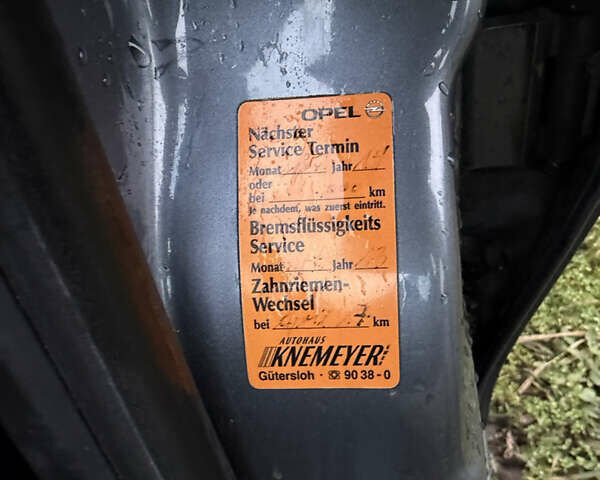 OPEL
Nächster
Service Termin
Monat Jahr
oder
bei km
Je nachdem, was zuerst eintritt.
Bremsflüssigkeits
Service
Monat Jahr
Zahnriemen-
Wechsel
bei km
AUTOHAUS
KNEMEYER
Gütersloh · ☎ 90 38-0